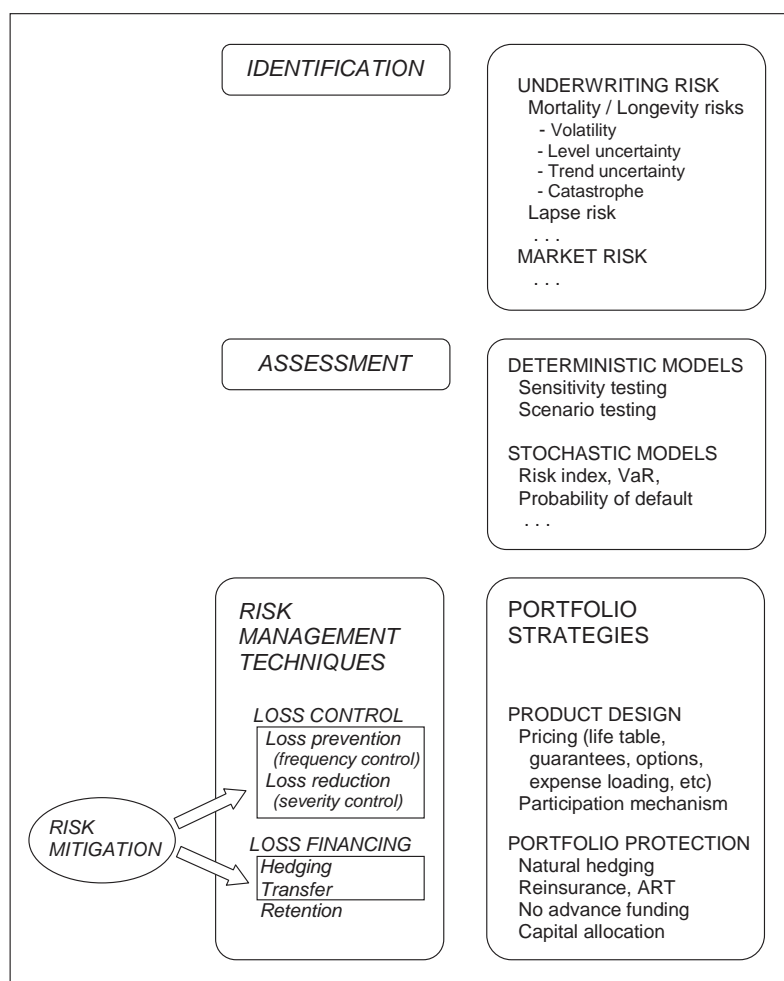 IDENTIFICATION
UNDERWRITING RISK
Mortality / Longevity risks
- Volatility
- Level uncertainty
- Trend uncertainty
- Catastrophe
Lapse risk
. . .
MARKET RISK
. . .
ASSESSMENT
DETERMINISTIC MODELS
Sensitivity testing
Scenario testing
STOCHASTIC MODELS
Risk index, VaR,
Probability of default
. . .
RISK
MANAGEMENT
TECHNIQUES
LOSS CONTROL
Loss prevention
(frequency control)
Loss reduction
(severity control)
RISK
MITIGATION
LOSS FINANCING
Hedging
Transfer
Retention
PORTFOLIO
STRATEGIES
PRODUCT DESIGN
Pricing (life table,
guarantees, options,
expense loading, etc)
Participation mechanism
PORTFOLIO PROTECTION
Natural hedging
Reinsurance, ART
No advance funding
Capital allocation